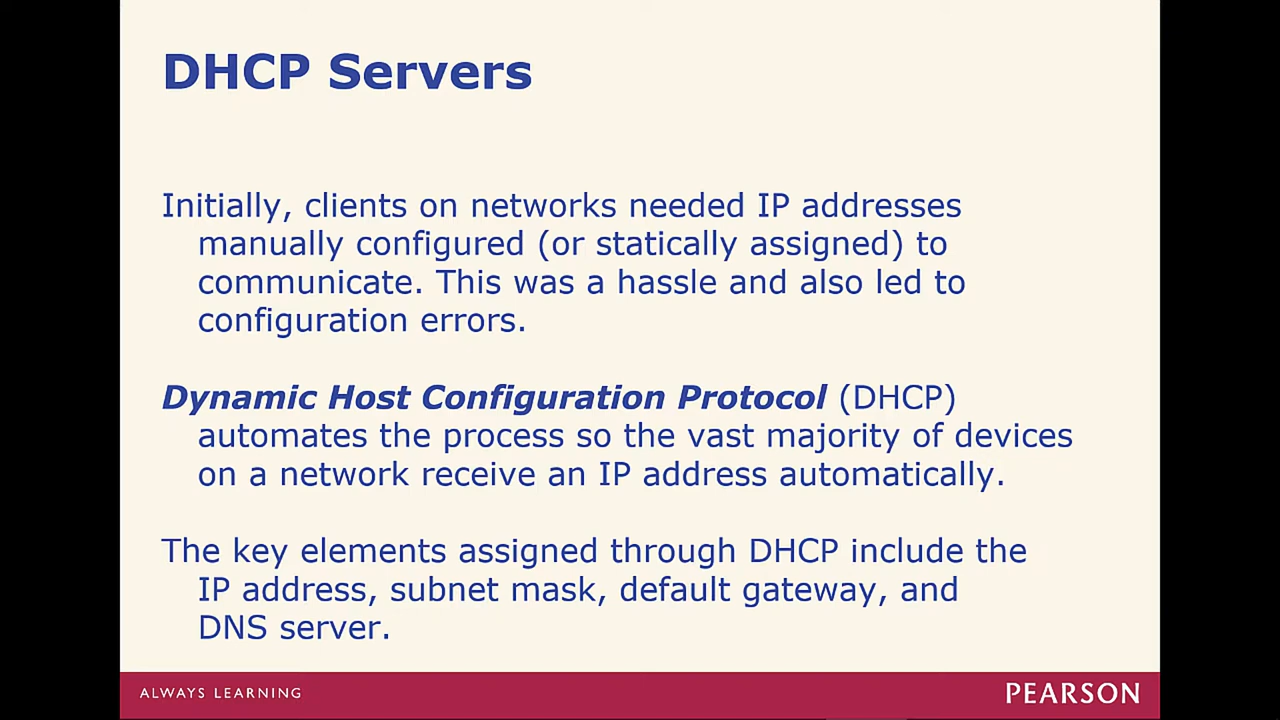 DHCP Servers
Initially, clients on networks needed IP addresses
manually configured (or statically assigned) to
communicate. This was a hassle and also led to
configuration errors.
Dynamic Host Configuration Protocol (DHCP)
automates the process so the vast majority of devices
on a network receive an IP address automatically.
The key elements assigned through DHCP include the
IP address, subnet mask, default gateway, and
DNS server.
ALWAYS LEARNING
PEARSON